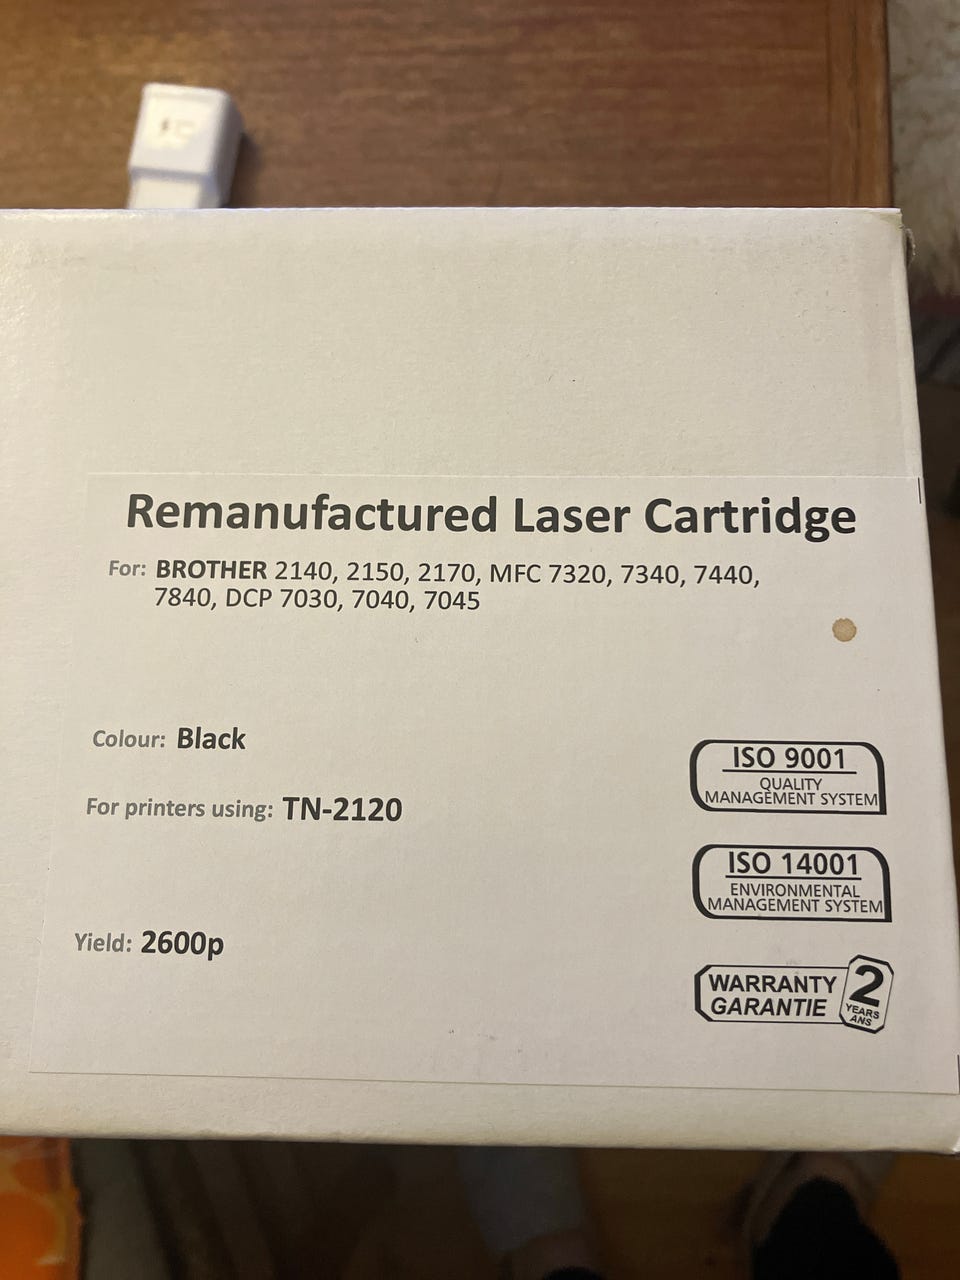 Remanufactured Laser Cartridge
For: BROTHER 2140, 2150, 2170, MFC 7320, 7340, 7440,
7840, DCP 7030, 7040, 7045
Colour: Black
For printers using: TN-2120
Yield: 2600p
ISO 9001
QUALITY
MANAGEMENT SYSTEM
ISO 14001
ENVIRONMENTAL
MANAGEMENT SYSTEM
WARRANTY
GARANTIE
2
YEARS
ANS